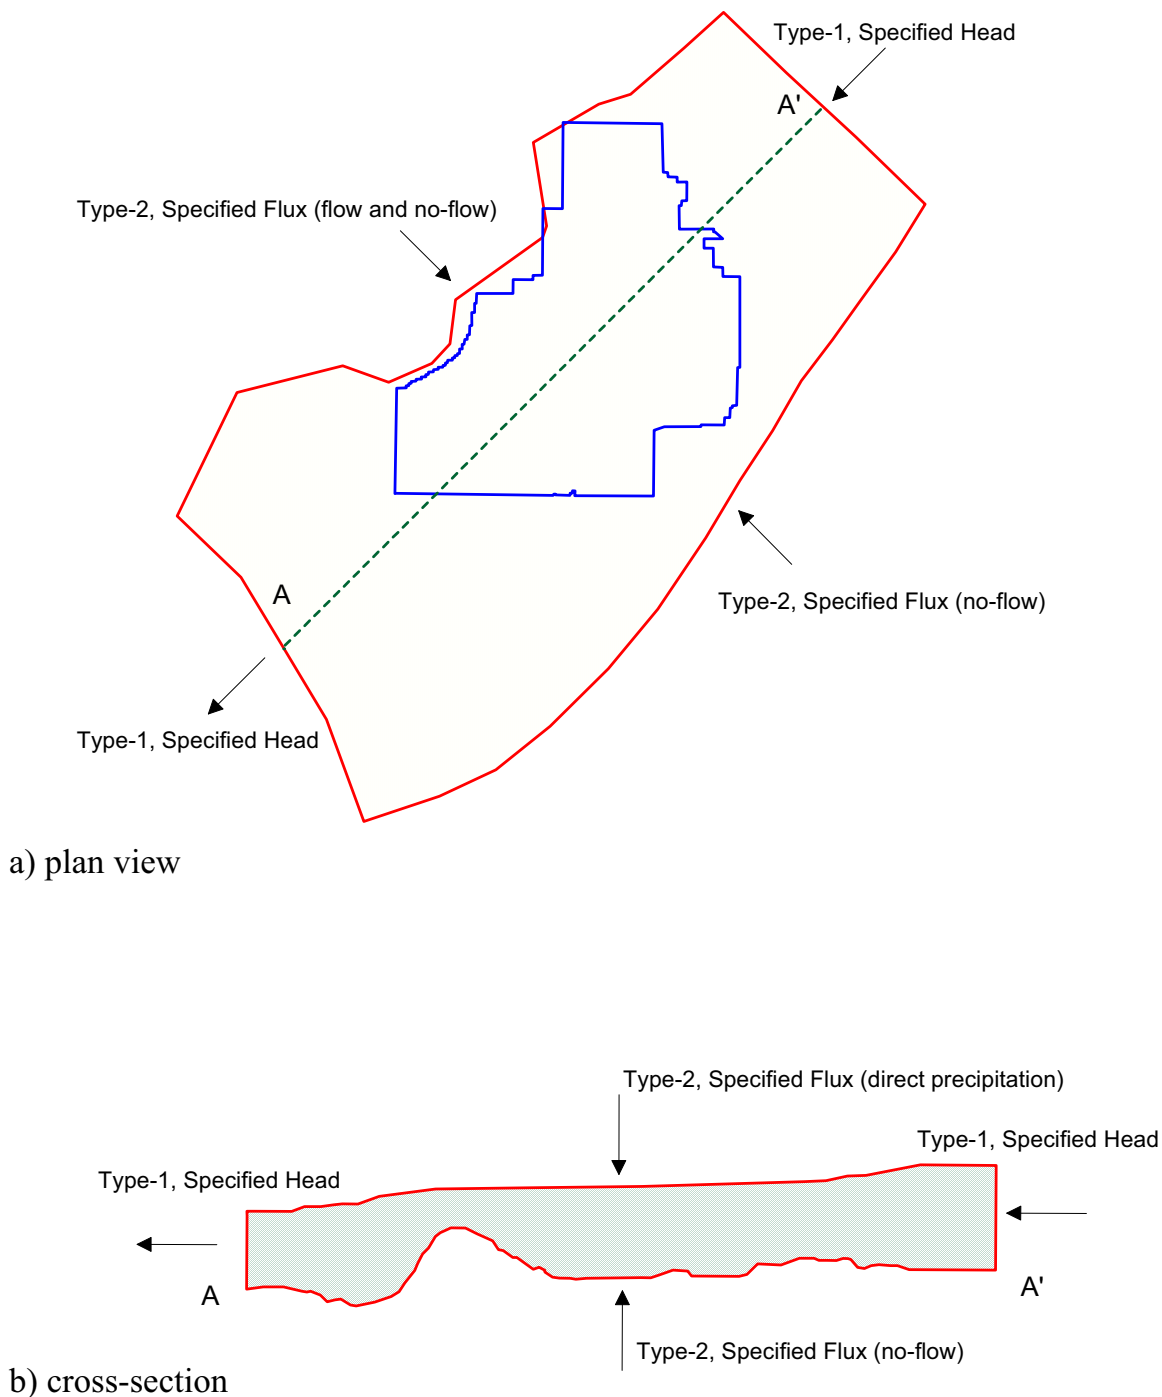 Type-1, Specified Head
A'
Type-2, Specified Flux (flow and no-flow)
A
Type-2, Specified Flux (no-flow)
Type-1, Specified Head
a) plan view
Type-2, Specified Flux (direct precipitation)
Type-1, Specified Head
Type-1, Specified Head
A
A'
Type-2, Specified Flux (no-flow)
b) cross-section